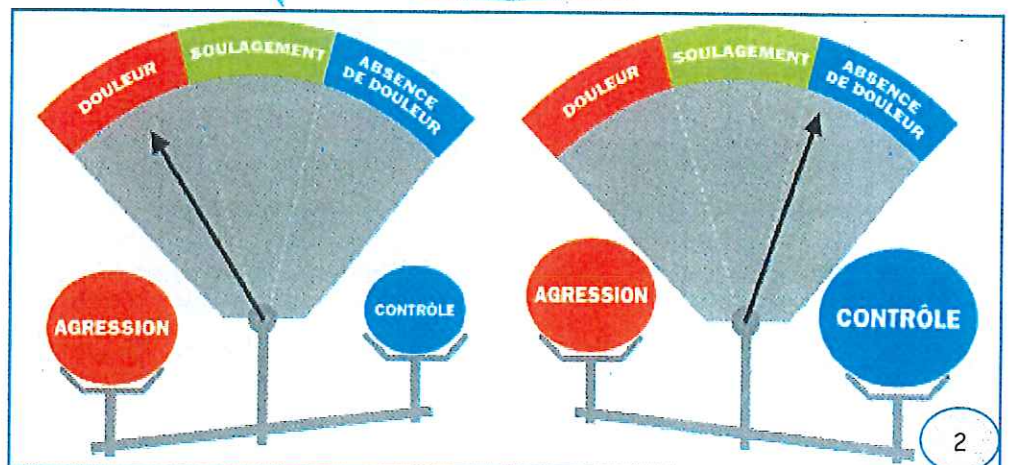 DOULEUR
SOULAGEMENT
ABSENCE
DE DOULEUR
AGRESSION
CONTRÔLE
DOULEUR
SOULAGEMENT
ABSENCE
DE DOULEUR
AGRESSION
CONTRÔLE
2